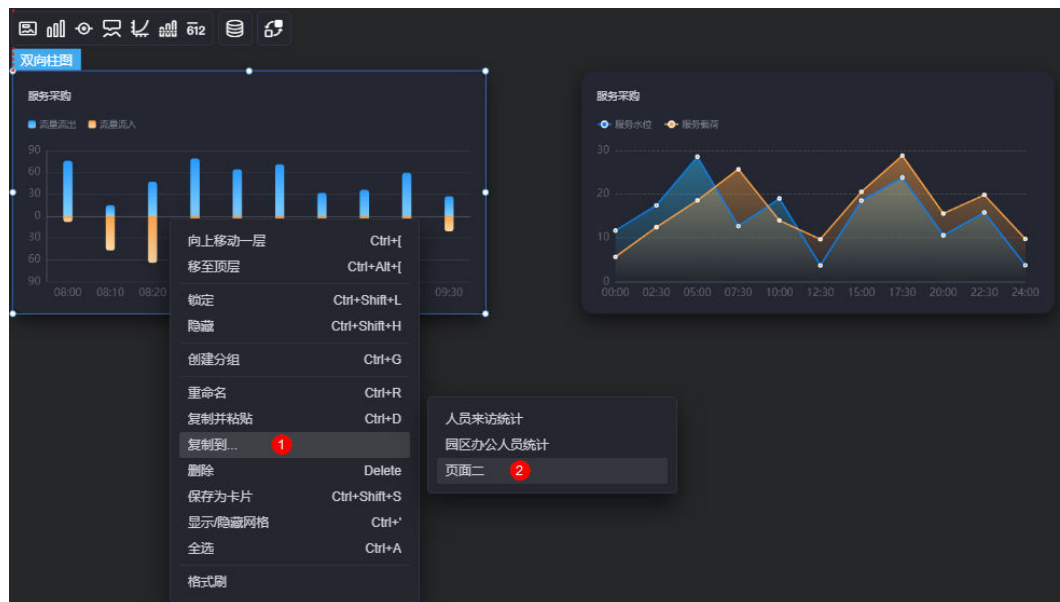 612
双向柱图
服务采购
流量流出 流量流入
90
60
30
0
30
60
90
08:00 08:10 08:20 09:30
服务采购
服务水位 服务载荷
30
20
10
0
00:00 02:30 05:00 07:30 10:00 12:30 15:00 17:30 20:00 22:30 24:00
向上移动一层 Ctrl+[
移至顶层 Ctrl+Alt+[
锁定 Ctrl+Shift+L
隐藏 Ctrl+Shift+H
创建分组 Ctrl+G
重命名 Ctrl+R
复制并粘贴 Ctrl+D
复制到... 1
删除 Delete
保存为卡片 Ctrl+Shift+S
显示/隐藏网格 Ctrl+'
全选 Ctrl+A
格式刷
人员来访统计
园区办公人员统计
页面二 2